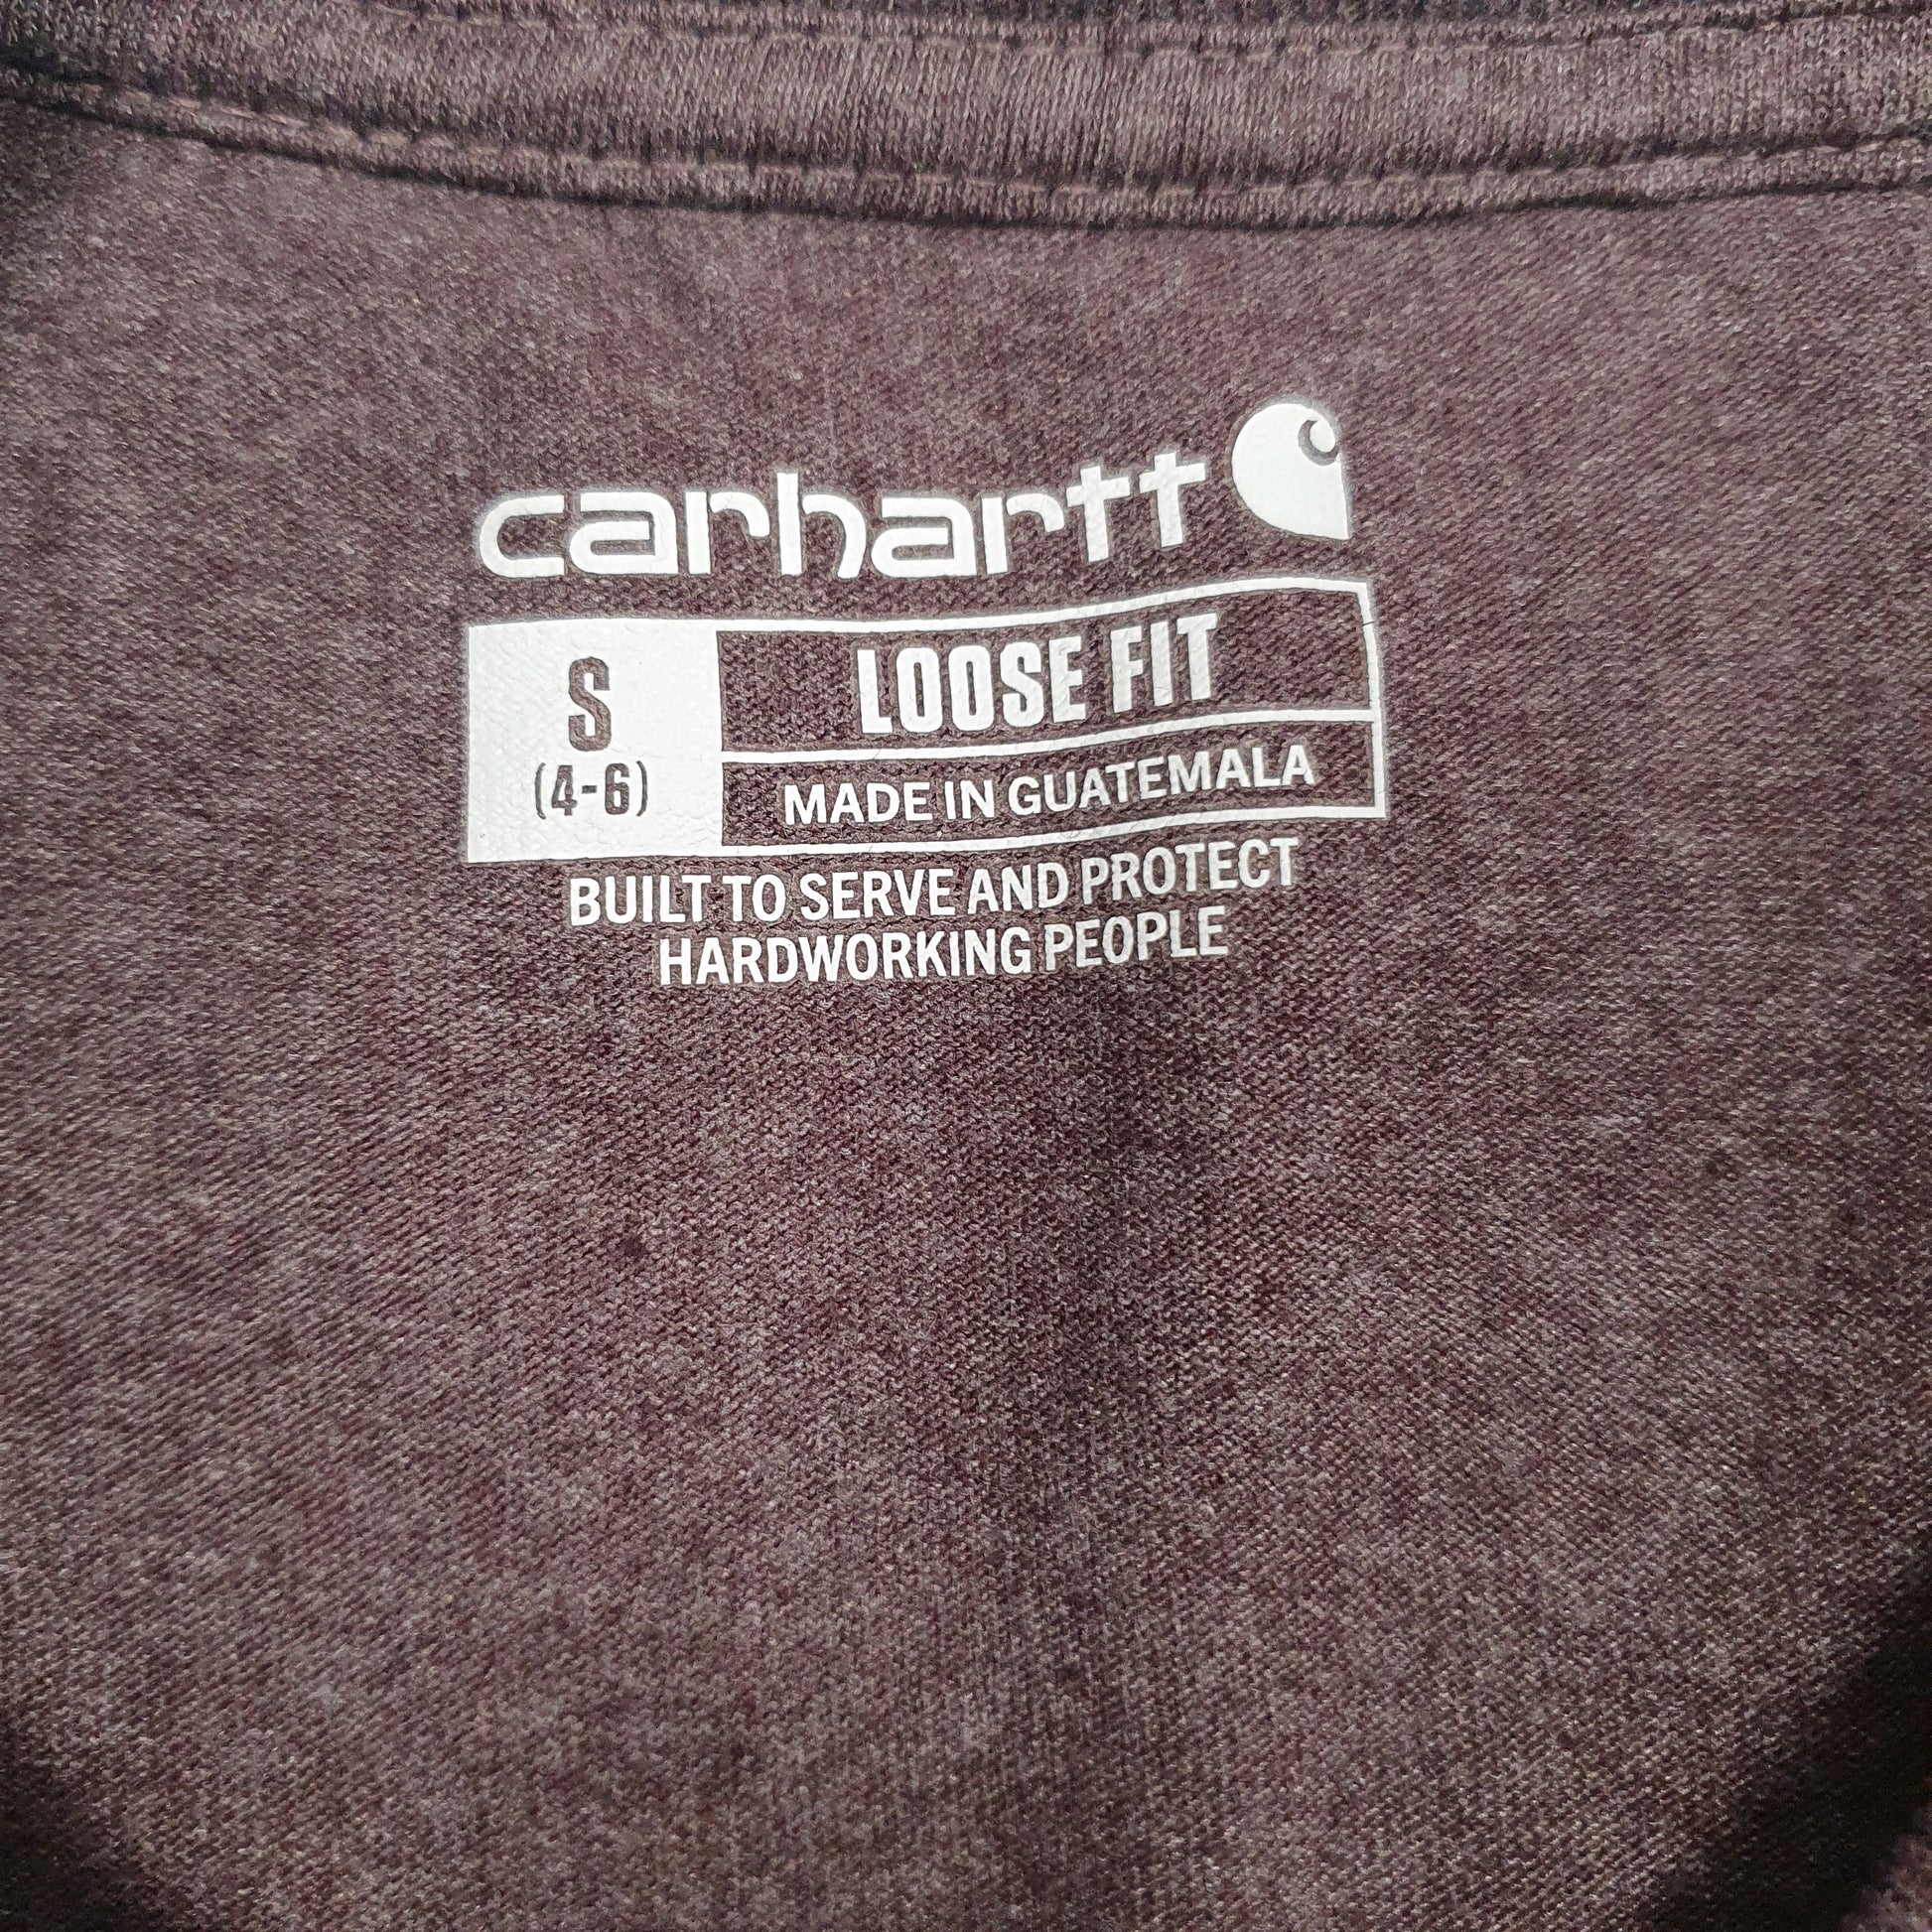 carhartt
S
(4-6)
LOOSE FIT
MADE IN GUATEMALA
BUILT TO SERVE AND PROTECT
HARDWORKING PEOPLE